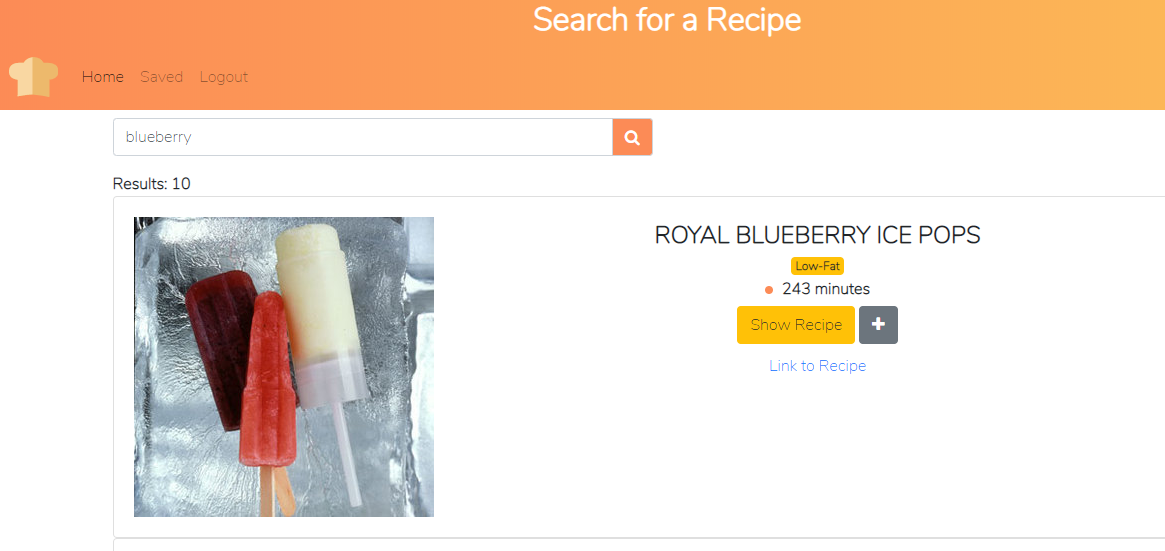 Search for a Recipe
Home Saved Logout
blueberry
Results: 10
ROYAL BLUEBERRY ICE POPS
Low-Fat
243 minutes
Show Recipe +
Link to Recipe